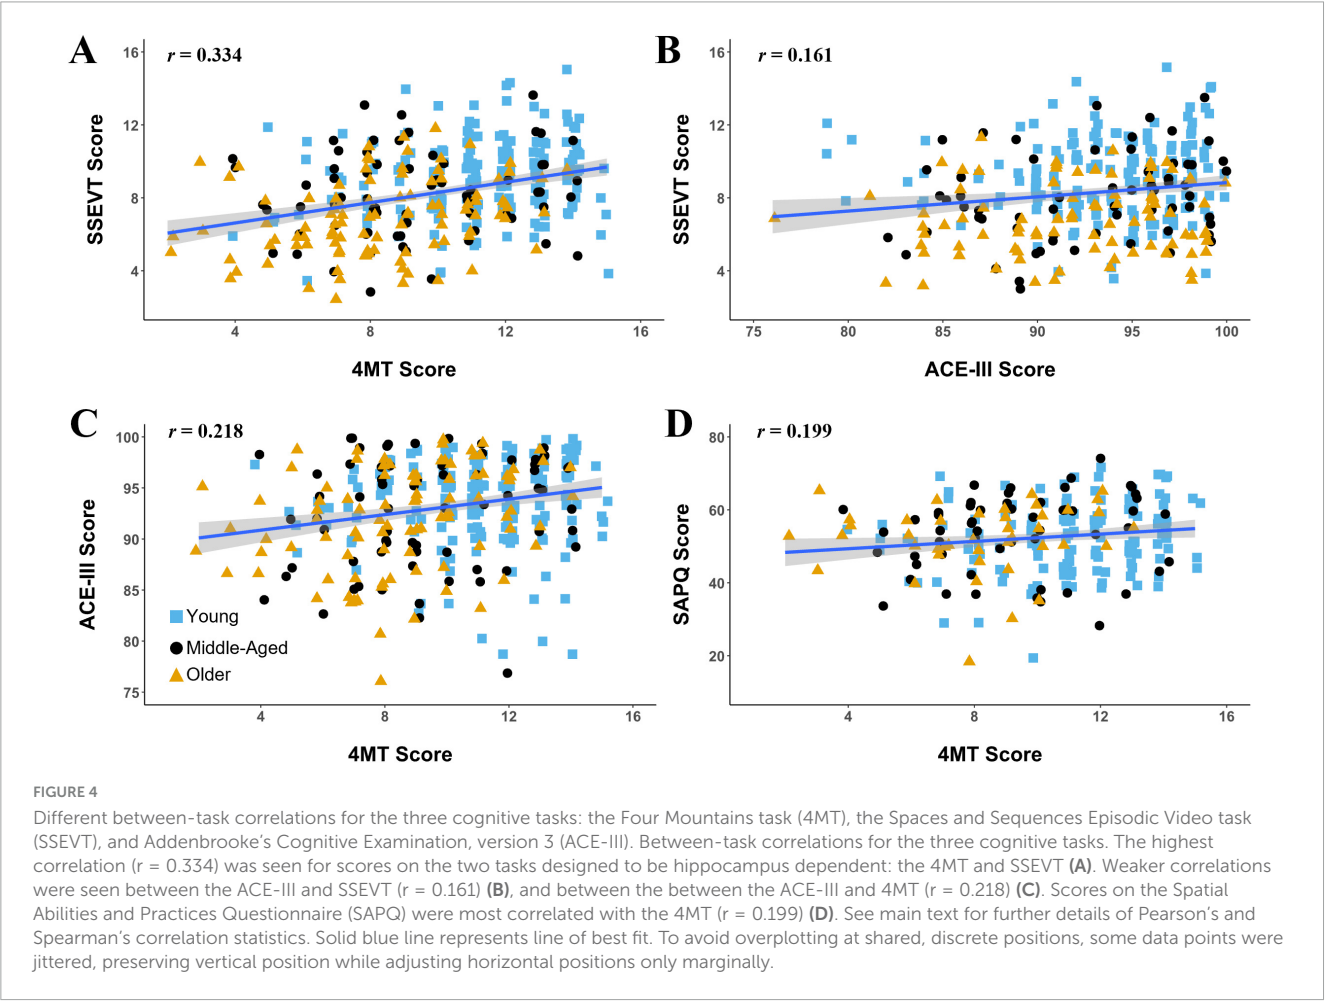 A
r = 0.334
16
12
8
4
SSEVT Score
4 8 12 16
4MT Score
B
r = 0.161
16
12
8
4
SSEVT Score
75 80 85 90 95 100
ACE-III Score
C
r = 0.218
100
95
90
85
80
75
ACE-III Score
Young
Middle-Aged
Older
4 8 12 16
4MT Score
D
r = 0.199
80
60
40
20
SAPQ Score
4 8 12 16
4MT Score
FIGURE 4
Different between-task correlations for the three cognitive tasks: the Four Mountains task (4MT), the Spaces and Sequences Episodic Video task
(SSEVT), and Addenbrooke's Cognitive Examination, version 3 (ACE-III). Between-task correlations for the three cognitive tasks. The highest
correlation (r = 0.334) was seen for scores on the two tasks designed to be hippocampus dependent: the 4MT and SSEVT (A). Weaker correlations
were seen between the ACE-III and SSEVT (r = 0.161) (B), and between the between the ACE-III and 4MT (r = 0.218) (C). Scores on the Spatial
Abilities and Practices Questionnaire (SAPQ) were most correlated with the 4MT (r = 0.199) (D). See main text for further details of Pearson's and
Spearman's correlation statistics. Solid blue line represents line of best fit. To avoid overplotting at shared, discrete positions, some data points were
jittered, preserving vertical position while adjusting horizontal positions only marginally.